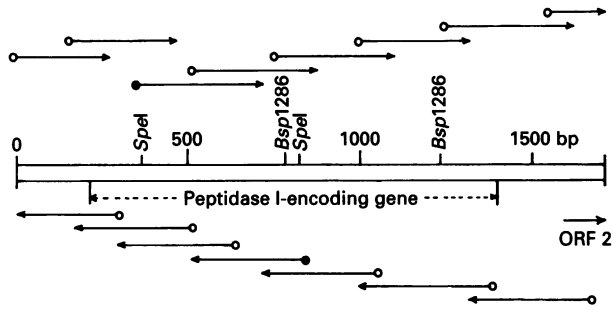 SpeI
Bsp1286
SpeI
Bsp1286
0
500
1000
1500 bp
Peptidase I-encoding gene
ORF 2